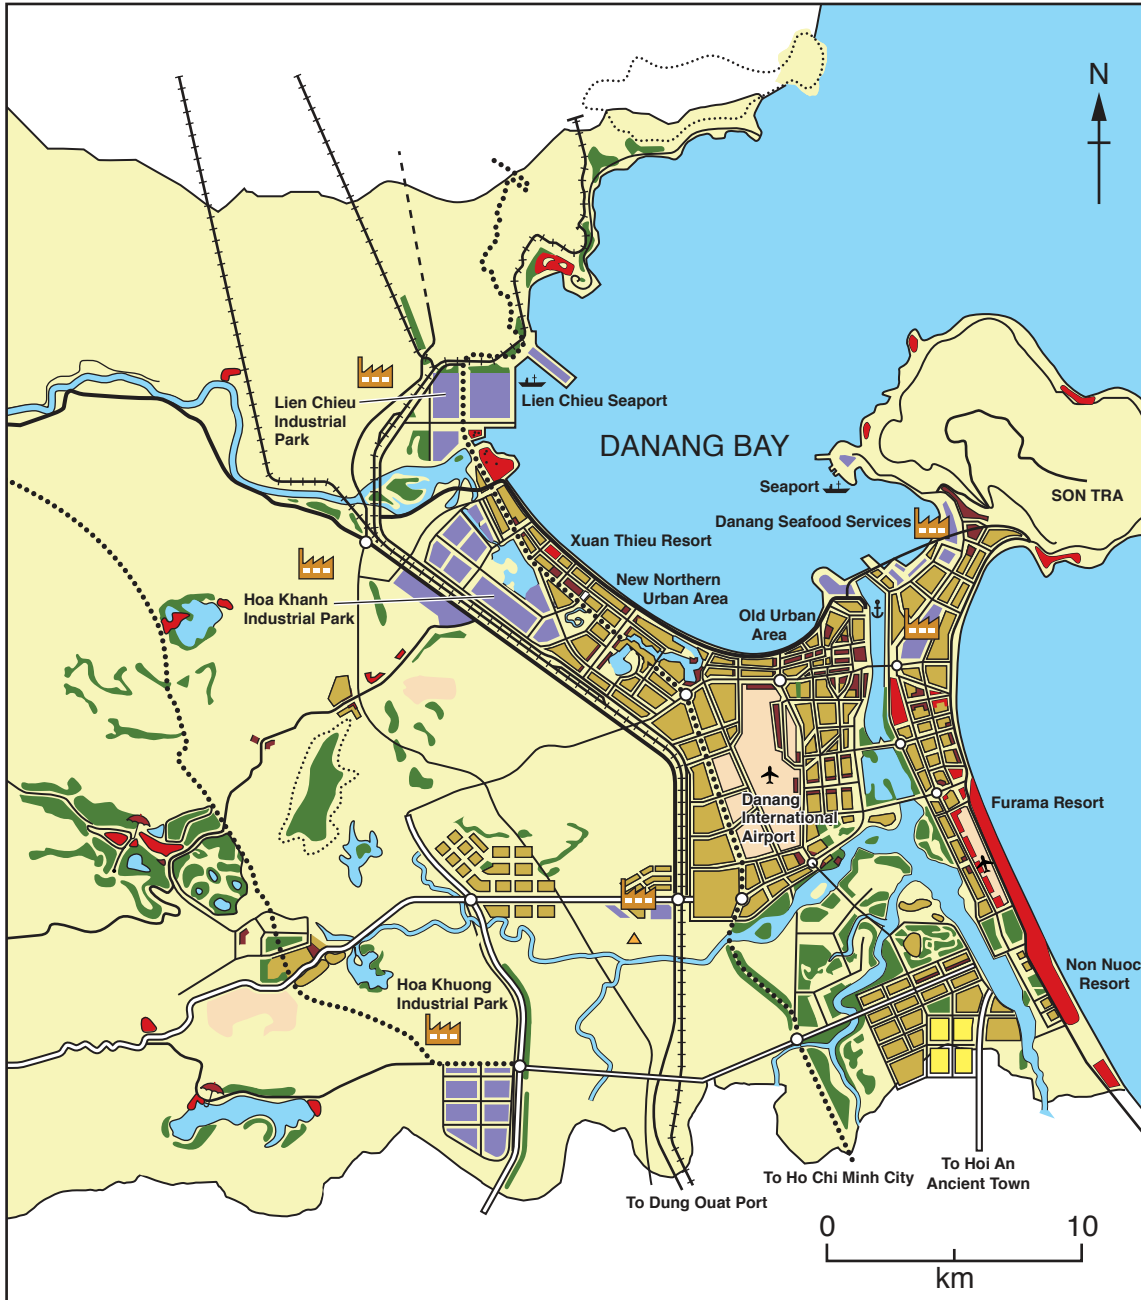 N
Lien Chieu
Industrial
Park
Lien Chieu Seaport
DANANG BAY
Seaport
SON TRA
Danang Seafood Services
Xuan Thieu Resort
New Northern
Urban Area
Old Urban
Area
Hoa Khanh
Industrial Park
Danang
International
Airport
Furama Resort
Non Nuoc
Resort
Hoa Khuong
Industrial Park
To Dung Ouat Port
To Ho Chi Minh City
To Hoi An
Ancient Town
0 10
km